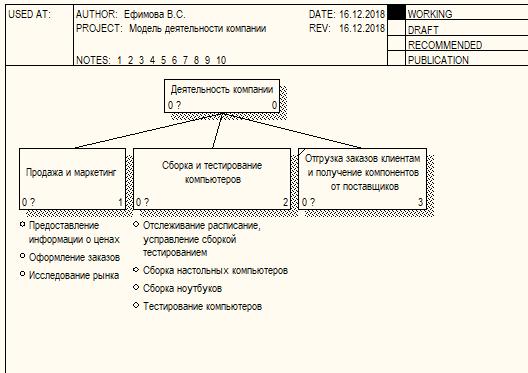 USED AT: AUTHOR: Ефимова В.С. DATE: 16.12.2018 WORKING
PROJECT: Модель деятельности компании REV: 16.12.2018 DRAFT
RECOMMENDED
NOTES: 1 2 3 4 5 6 7 8 9 10 PUBLICATION
Деятельность компании
0 ? 0
Продажа и маркетинг
0 ? 1
Сборка и тестирование
компьютеров
0 ? 2
Отгрузка заказов клиентам
и получение компонентов
от поставщиков
0 ? 3
Предоставление
информации о ценах
Оформление заказов
Исследование рынка
Отслеживание расписание,
усправление сборкой
тестированием
Сборка настольных компьютеров
Сборка ноутбуков
Тестирование компьютеров